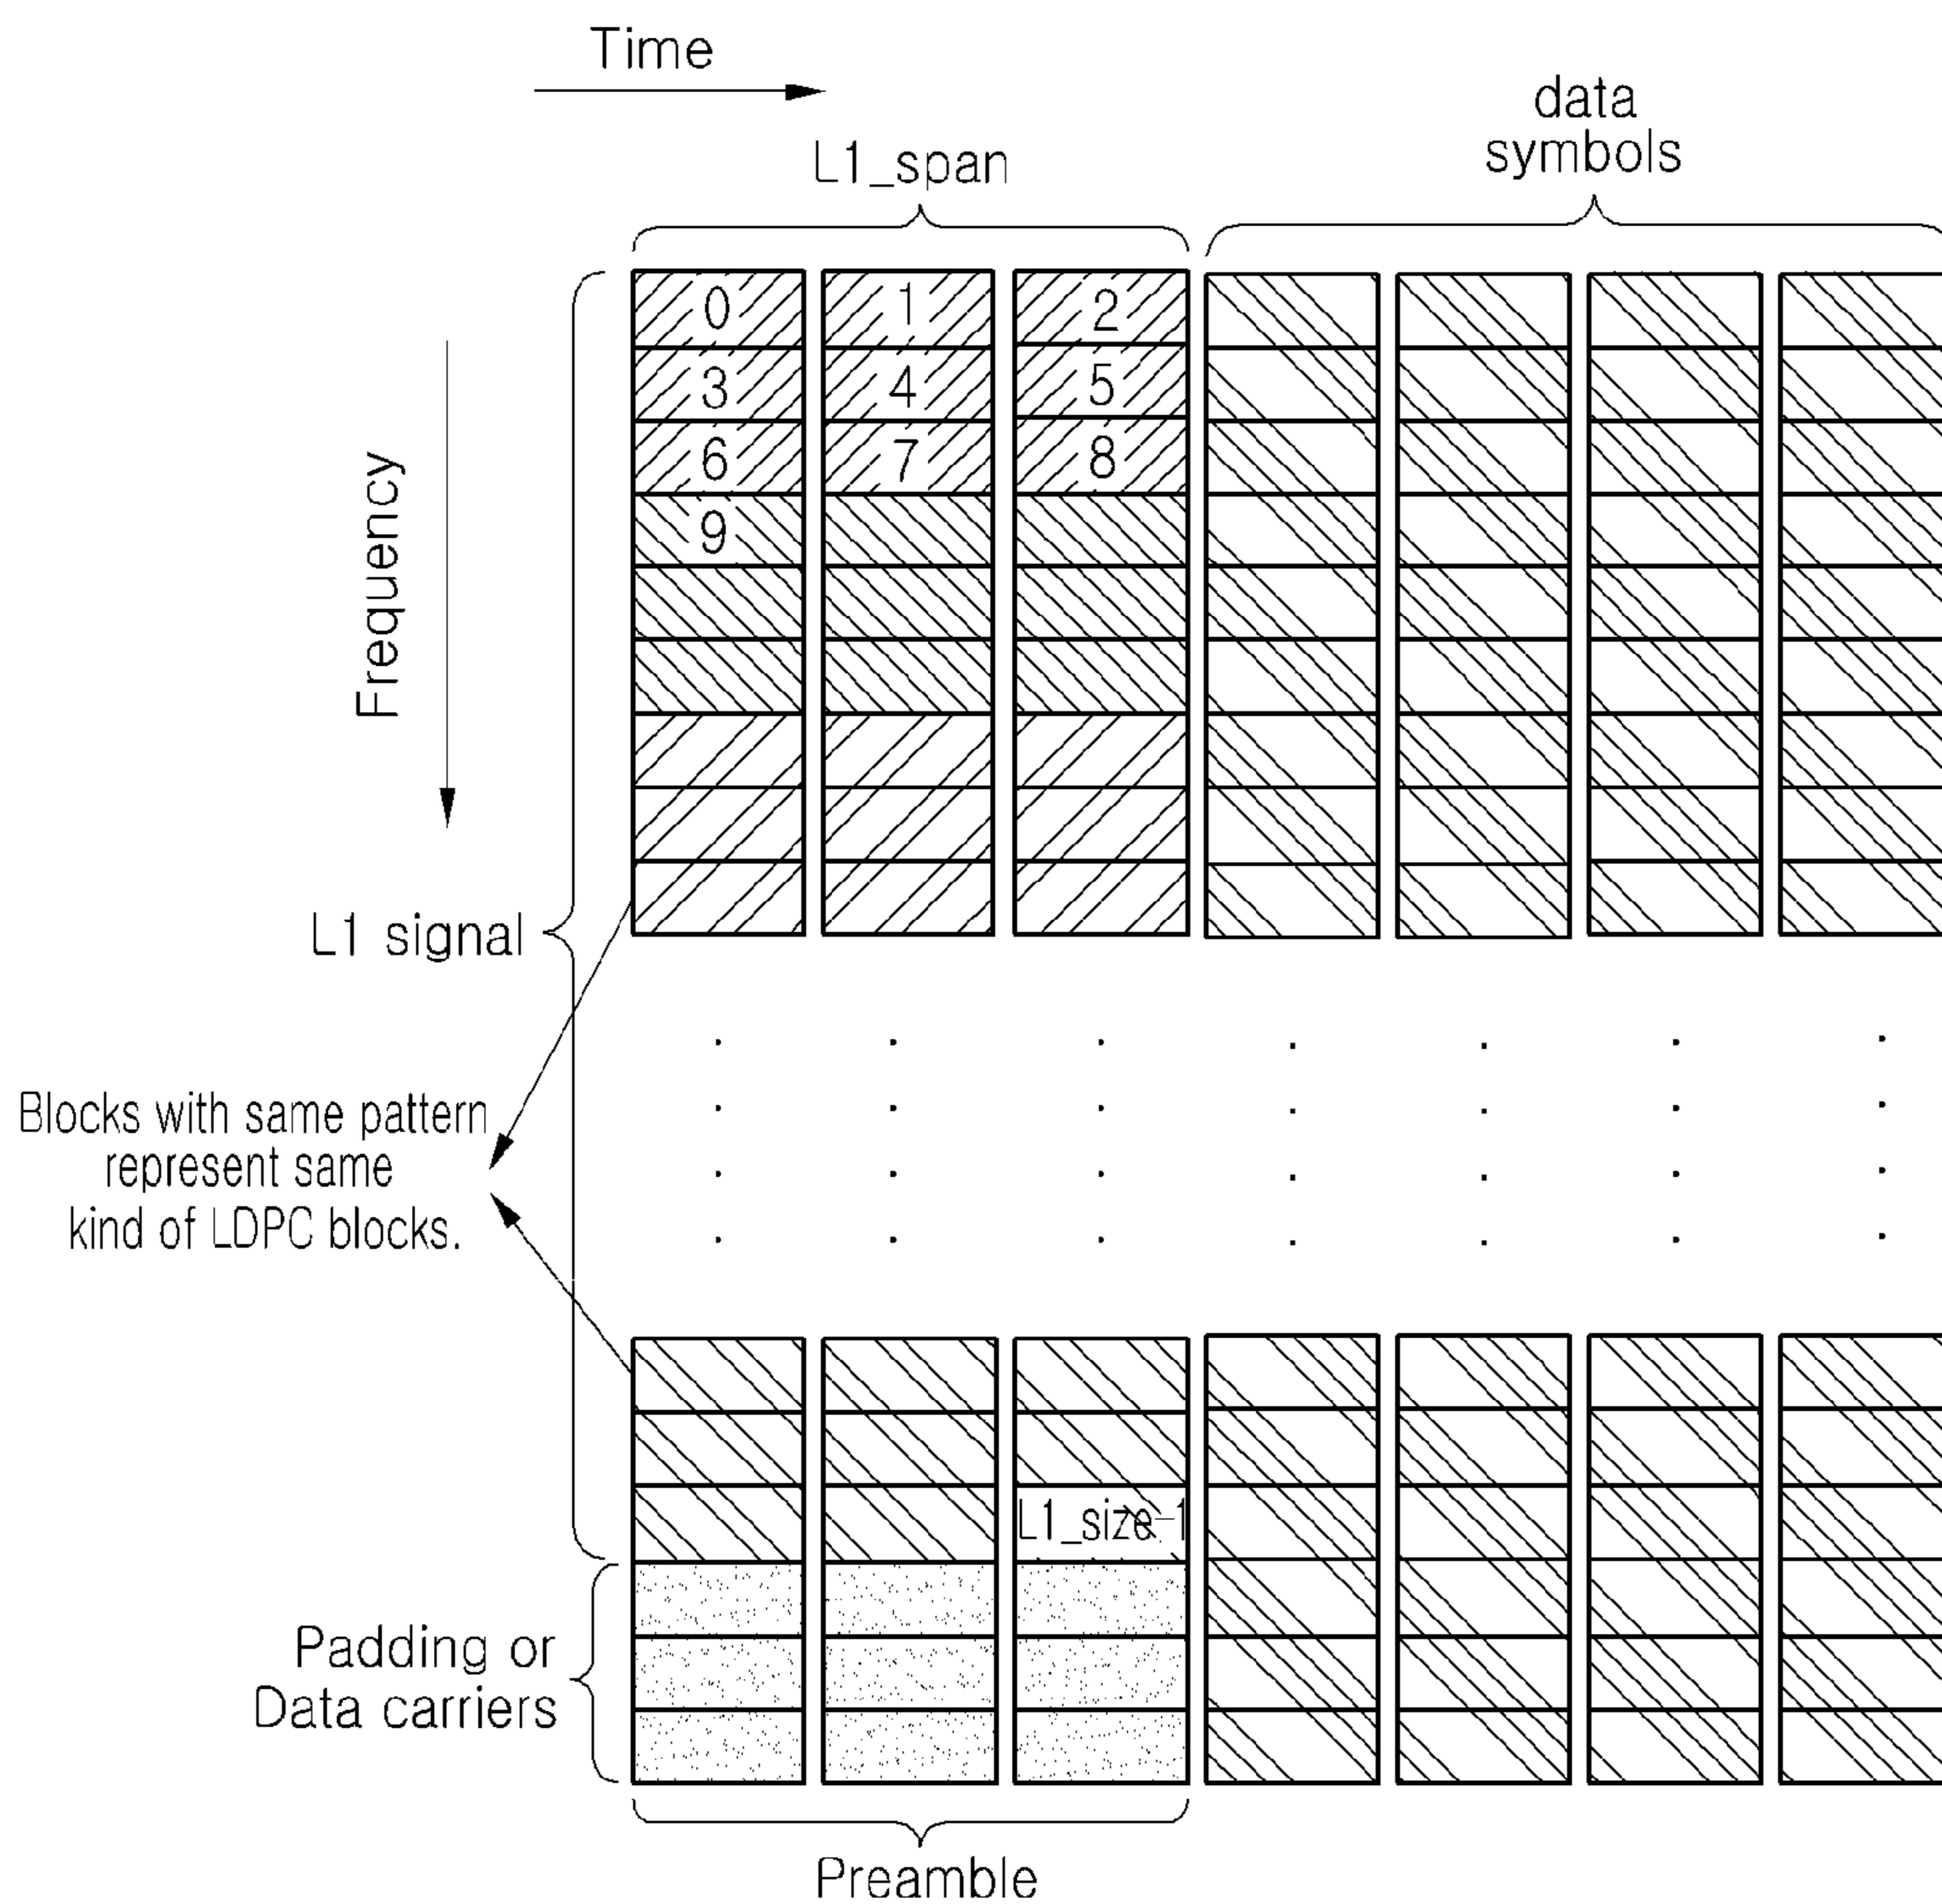 Time
data
symbols
L1_span
0 1 2
3 4 5
6 7 8
9
Frequency
L1 signal
Blocks with same pattern
represent same
kind of LDPC blocks.
L1_size-1
Padding or
Data carriers
Preamble